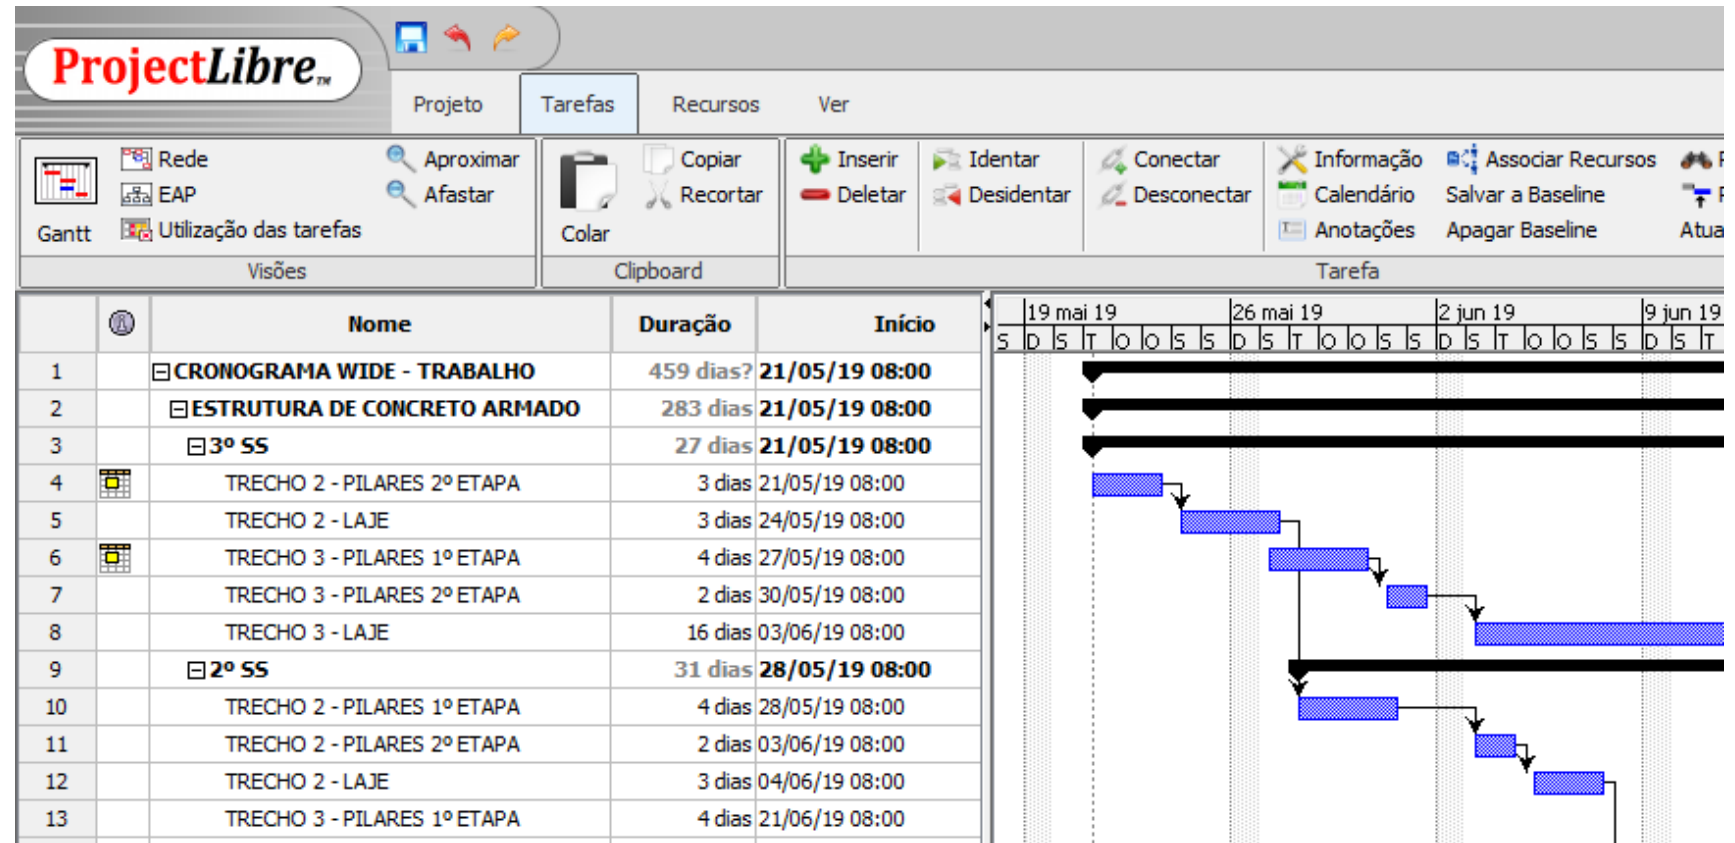 ProjectLibre™
Projeto Tarefas Recursos Ver
Rede Aproximar Copiar Inserir Identar Conectar Informação Associar Recursos
EAP Afastar Recortar Deletar Desidentar Desconectar Calendário Salvar a Baseline
Gantt Utilização das tarefas Colar Anotações Apagar Baseline
Visões Clipboard Tarefa
Nome Duração Início
19 mai 19 26 mai 19 2 jun 19 9 jun 19
S D S T O O S S D S T O O S S D S T O O S S D S T
1 CRONOGRAMA WIDE - TRABALHO 459 dias? 21/05/19 08:00
2 ESTRUTURA DE CONCRETO ARMADO 283 dias 21/05/19 08:00
3 3º SS 27 dias 21/05/19 08:00
4 TRECHO 2 - PILARES 2º ETAPA 3 dias 21/05/19 08:00
5 TRECHO 2 - LAJE 3 dias 24/05/19 08:00
6 TRECHO 3 - PILARES 1º ETAPA 4 dias 27/05/19 08:00
7 TRECHO 3 - PILARES 2º ETAPA 2 dias 30/05/19 08:00
8 TRECHO 3 - LAJE 16 dias 03/06/19 08:00
9 2º SS 31 dias 28/05/19 08:00
10 TRECHO 2 - PILARES 1º ETAPA 4 dias 28/05/19 08:00
11 TRECHO 2 - PILARES 2º ETAPA 2 dias 03/06/19 08:00
12 TRECHO 2 - LAJE 3 dias 04/06/19 08:00
13 TRECHO 3 - PILARES 1º ETAPA 4 dias 21/06/19 08:00